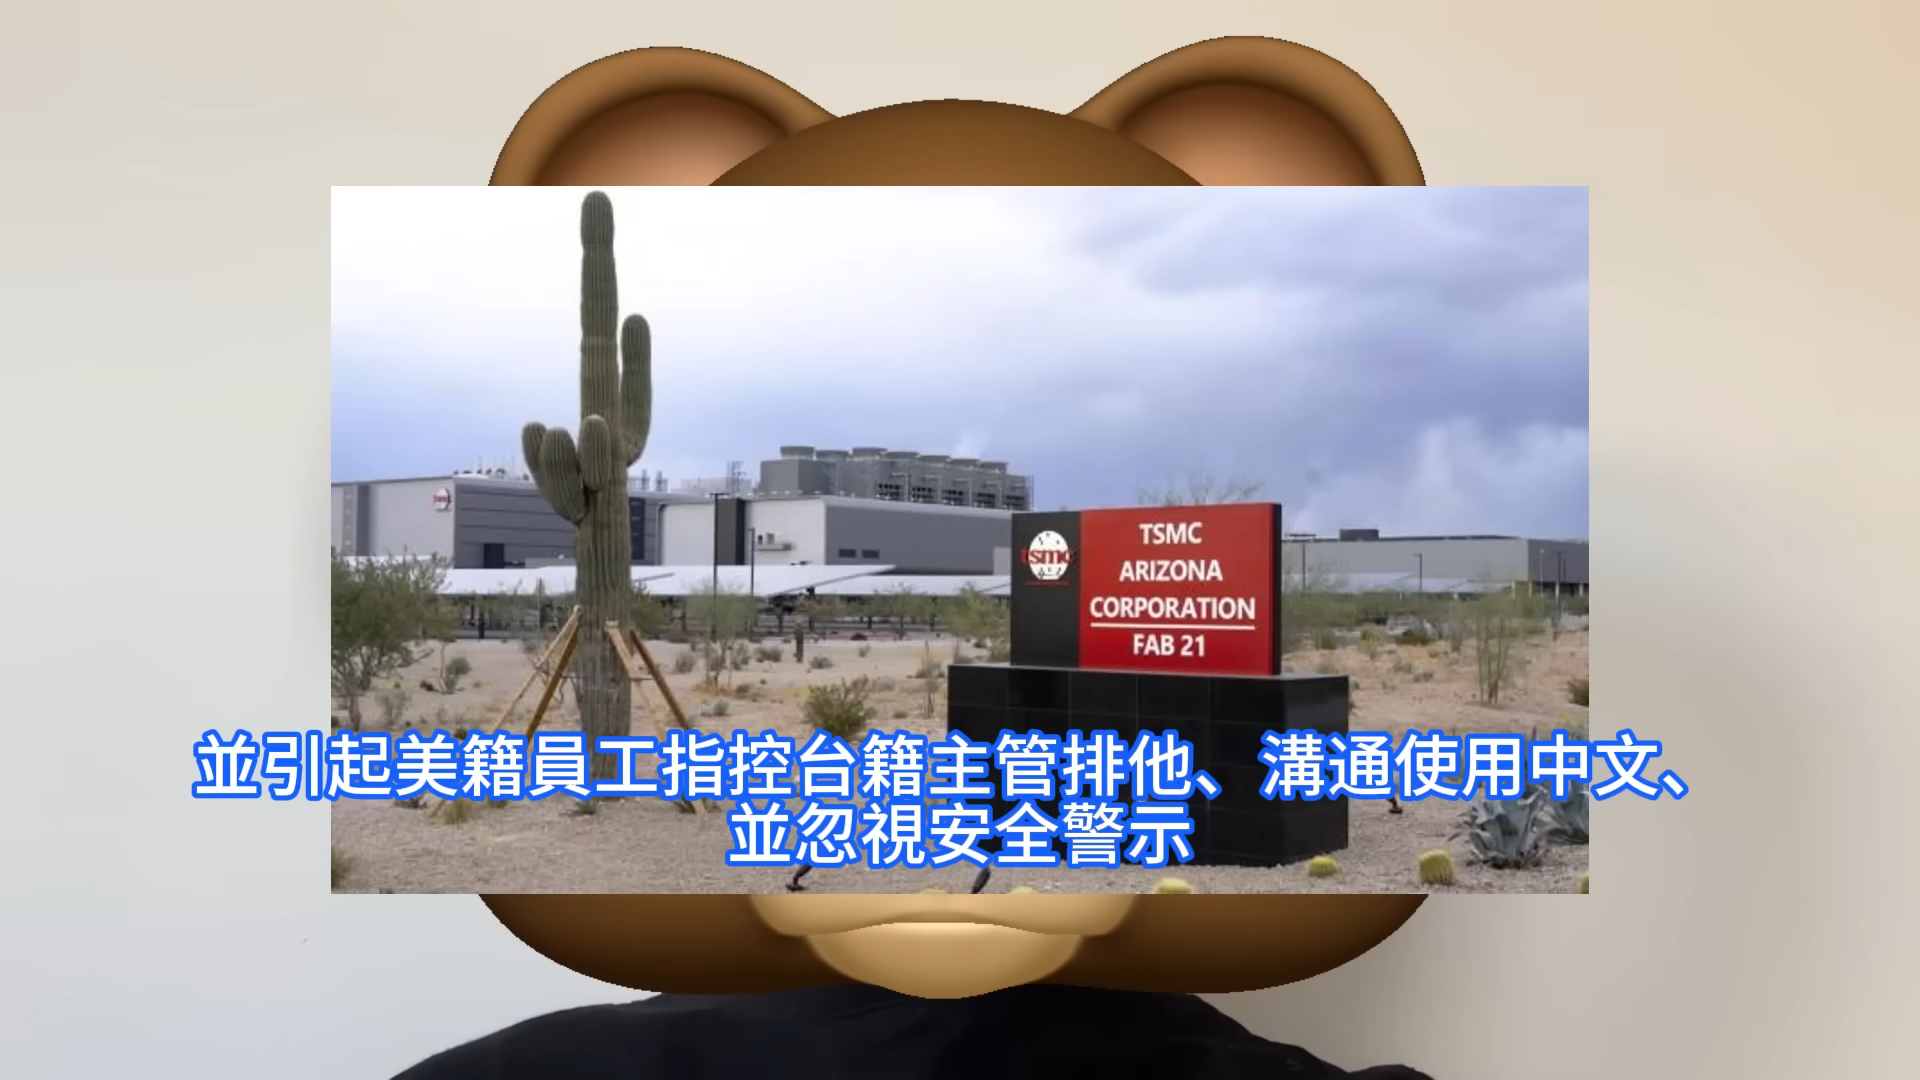 tsmc
TSMC
ARIZONA
CORPORATION
FAB 21
並引起美籍員工指控台籍主管排他、溝通使用中文、
並忽視安全警示